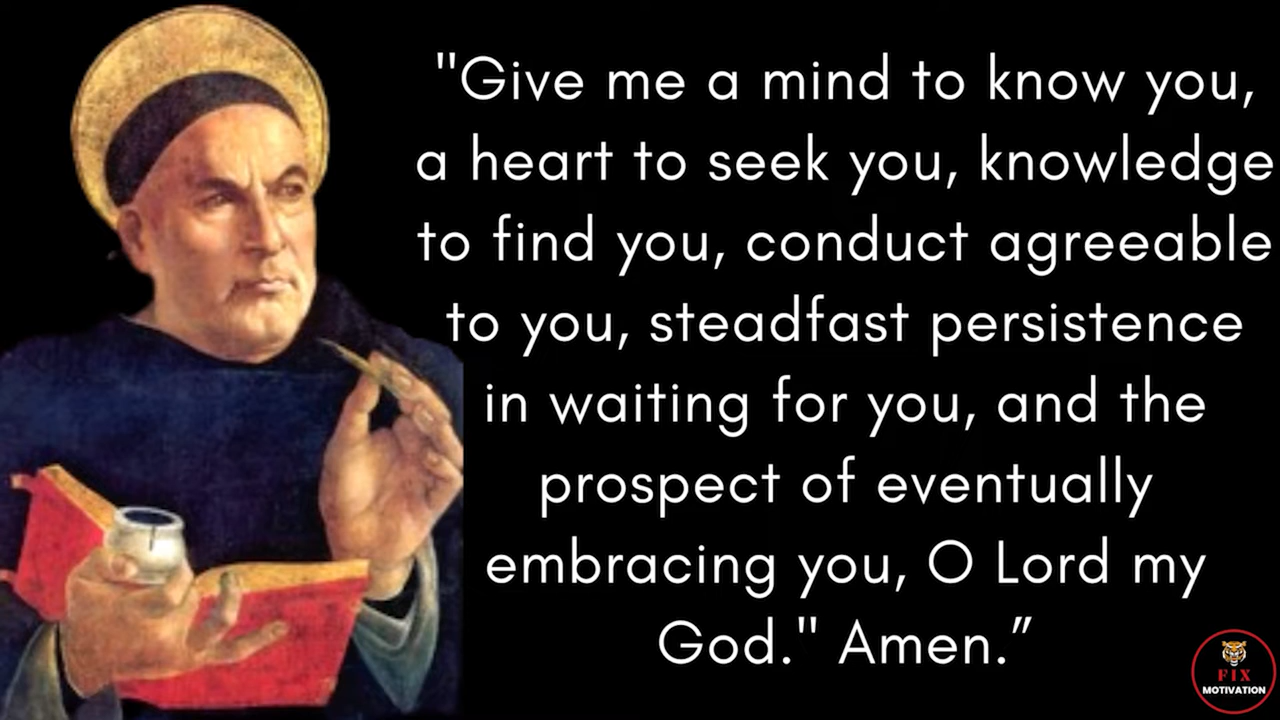 "Give me a mind to know you,
a heart to seek you, knowledge
to find you, conduct agreeable
to you, steadfast persistence
in waiting for you, and the
prospect of eventually
embracing you, O Lord my
God." Amen.”
FIX
MOTIVATION